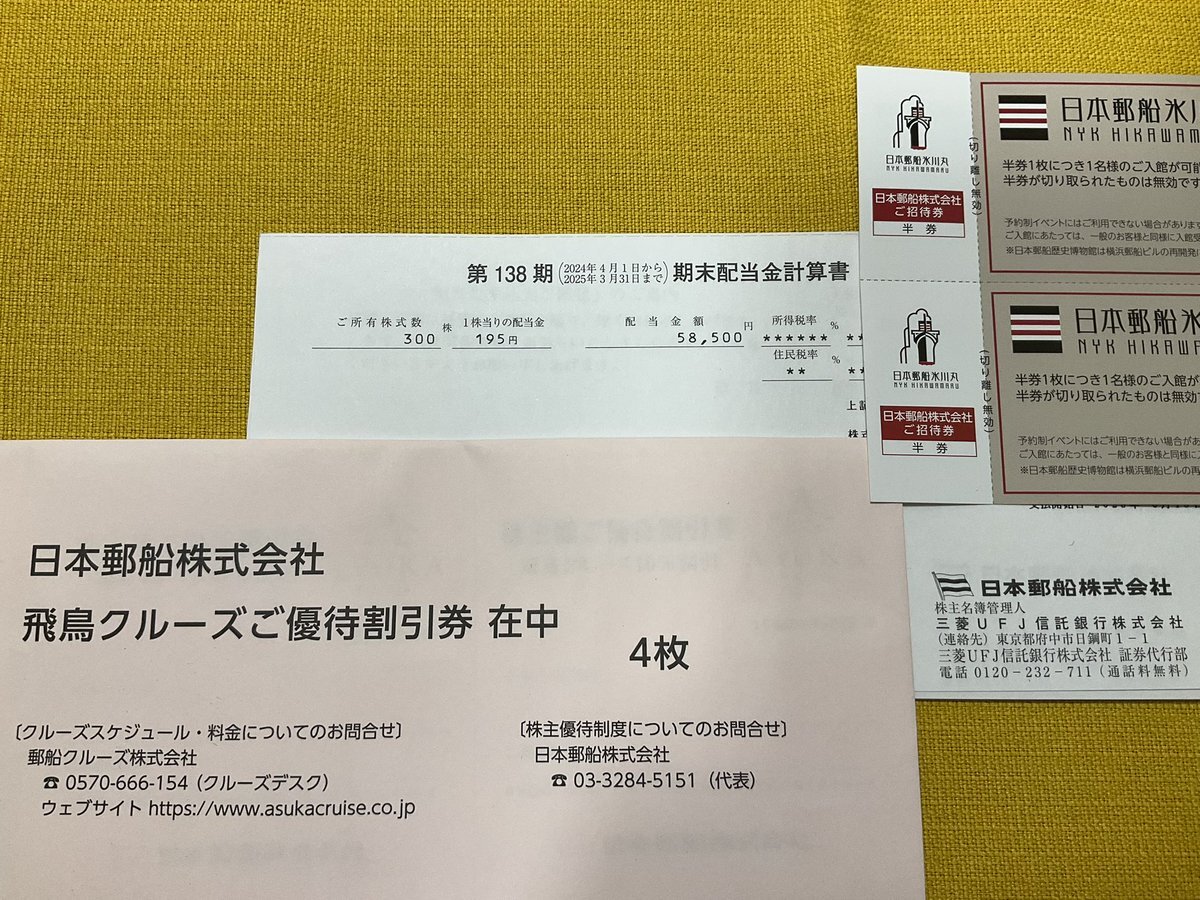 第138期(2024年4月1日から2025年3月31日まで)期末配当金計算書
ご所有株式数 株 1株当りの配当金 配当金額 円 所得税率 %
300 195円 58,500 ****** **
住民税率 %
** **
上記
株式
日本郵船氷川丸
NYK HIKAWAMARU
日本郵船株式会社
ご招待券
半券
(切り離し無効)
日本郵船氷川
NYK HIKAWAM
半券1枚につき1名様のご入館が可能
半券が切り取られたものは無効です
予約制イベントにはご利用できない場合があります
ご入館にあたっては、一般のお客様と同様に入館受
※日本郵船歴史博物館は横浜郵船ビルの再開発に
日本郵船氷川丸
NYK HIKAWAMARU
日本郵船株式会社
ご招待券
半券
(切り離し無効)
日本郵船氷
NYK HIKAWA
半券1枚につき1名様のご入館が
半券が切り取られたものは無効
予約制イベントにはご利用できない場合があ
ご入館にあたっては、一般のお客様と同様に
※日本郵船歴史博物館は横浜郵船ビルの再
日本郵船株式会社
株主名簿管理人
三菱UFJ信託銀行株式会社
(連絡先) 東京都府中市日鋼町1-1
三菱UFJ信託銀行株式会社 証券代行部
電話 0120-232-711(通話料無料)
日本郵船株式会社
飛鳥クルーズご優待割引券 在中
4枚
〔クルーズスケジュール・料金についてのお問合せ〕
郵船クルーズ株式会社
☎ 0570-666-154(クルーズデスク)
ウェブサイト https://www.asukacruise.co.jp
〔株主優待制度についてのお問合せ〕
日本郵船株式会社
☎ 03-3284-5151(代表)